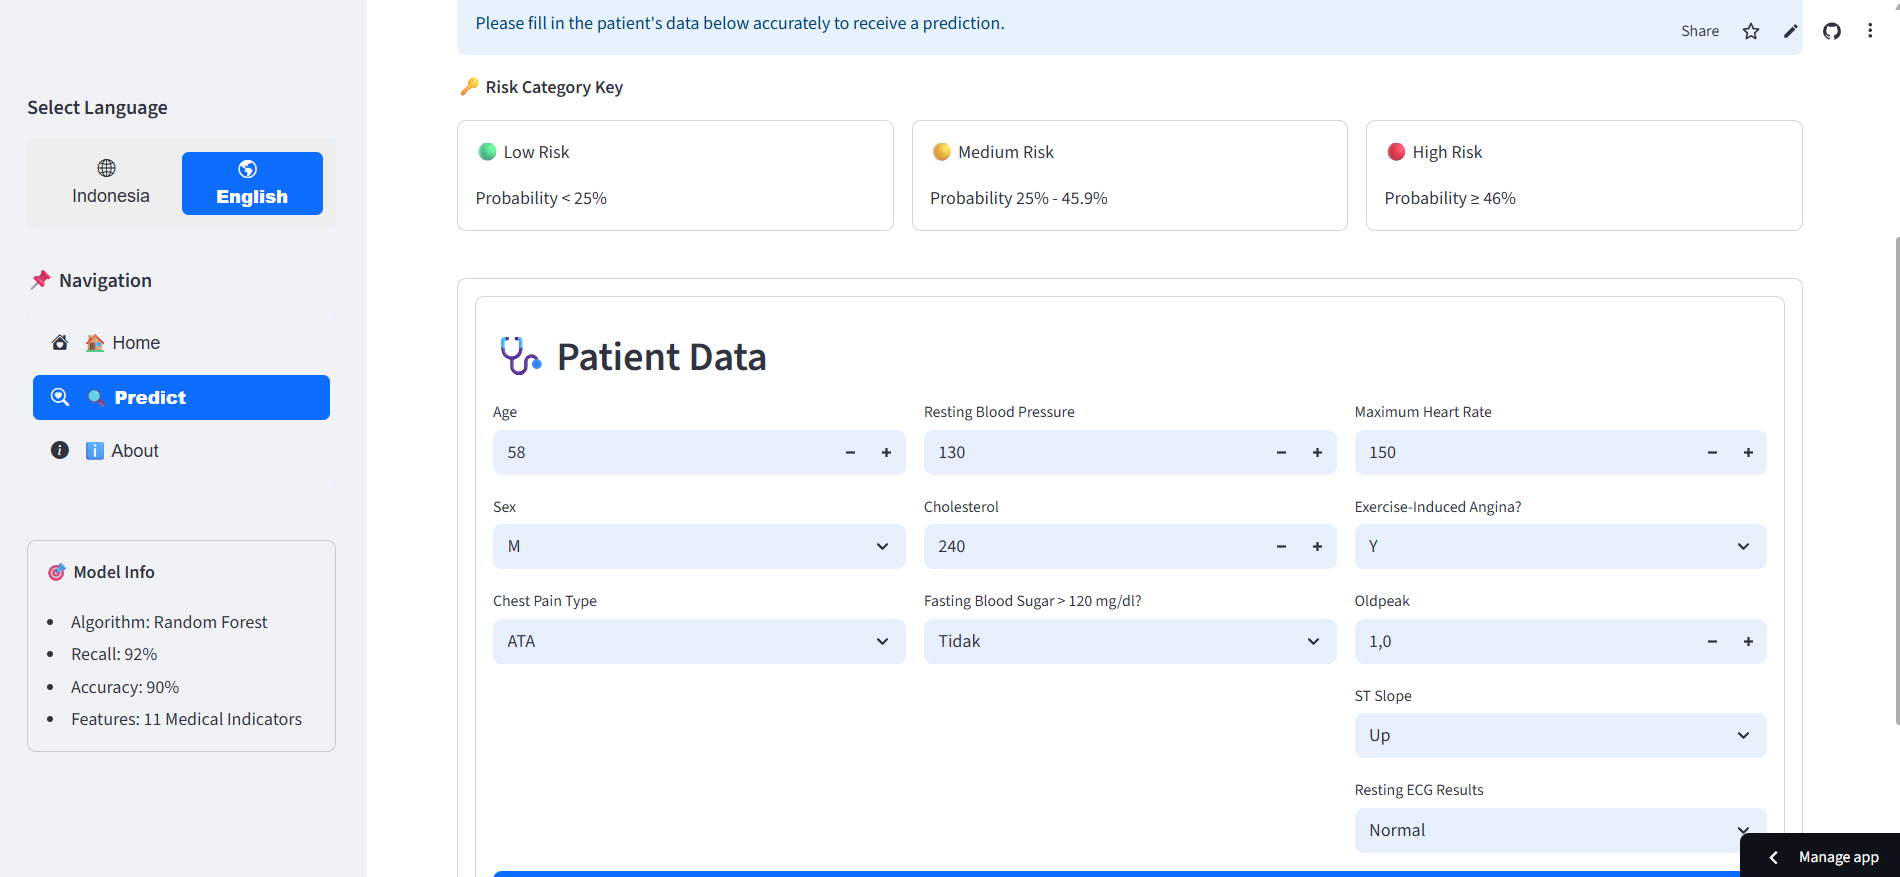 Please fill in the patient's data below accurately to receive a prediction.
Share
Select Language
Indonesia
English
Navigation
Home
Predict
About
Model Info
Algorithm: Random Forest
Recall: 92%
Accuracy: 90%
Features: 11 Medical Indicators
Risk Category Key
Low Risk
Probability < 25%
Medium Risk
Probability 25% - 45.9%
High Risk
Probability ≥ 46%
Patient Data
Age
58
Sex
M
Chest Pain Type
ATA
Resting Blood Pressure
130
Cholesterol
240
Fasting Blood Sugar > 120 mg/dl?
Tidak
Maximum Heart Rate
150
Exercise-Induced Angina?
Y
Oldpeak
1,0
ST Slope
Up
Resting ECG Results
Normal
Manage app